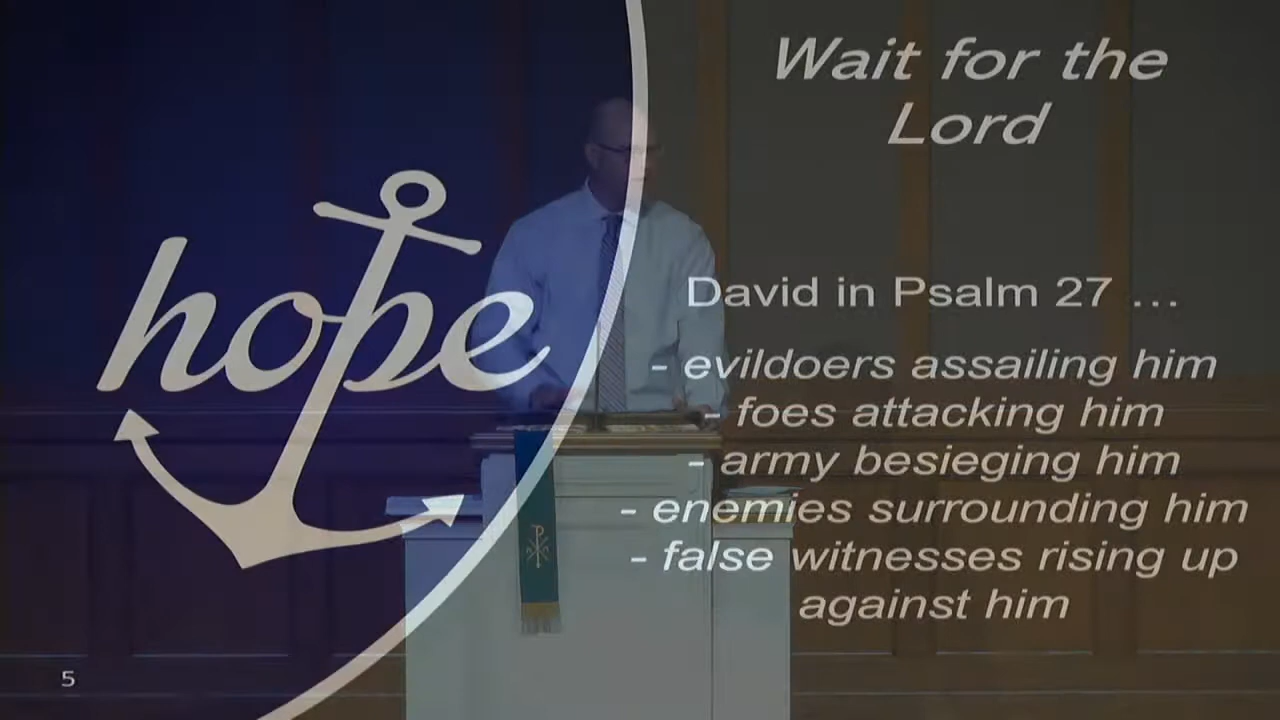 Wait for the
Lord
hope
David in Psalm 27 ...
- evildoers assailing him
- foes attacking him
- army besieging him
- enemies surrounding him
- false witnesses rising up
against him
5